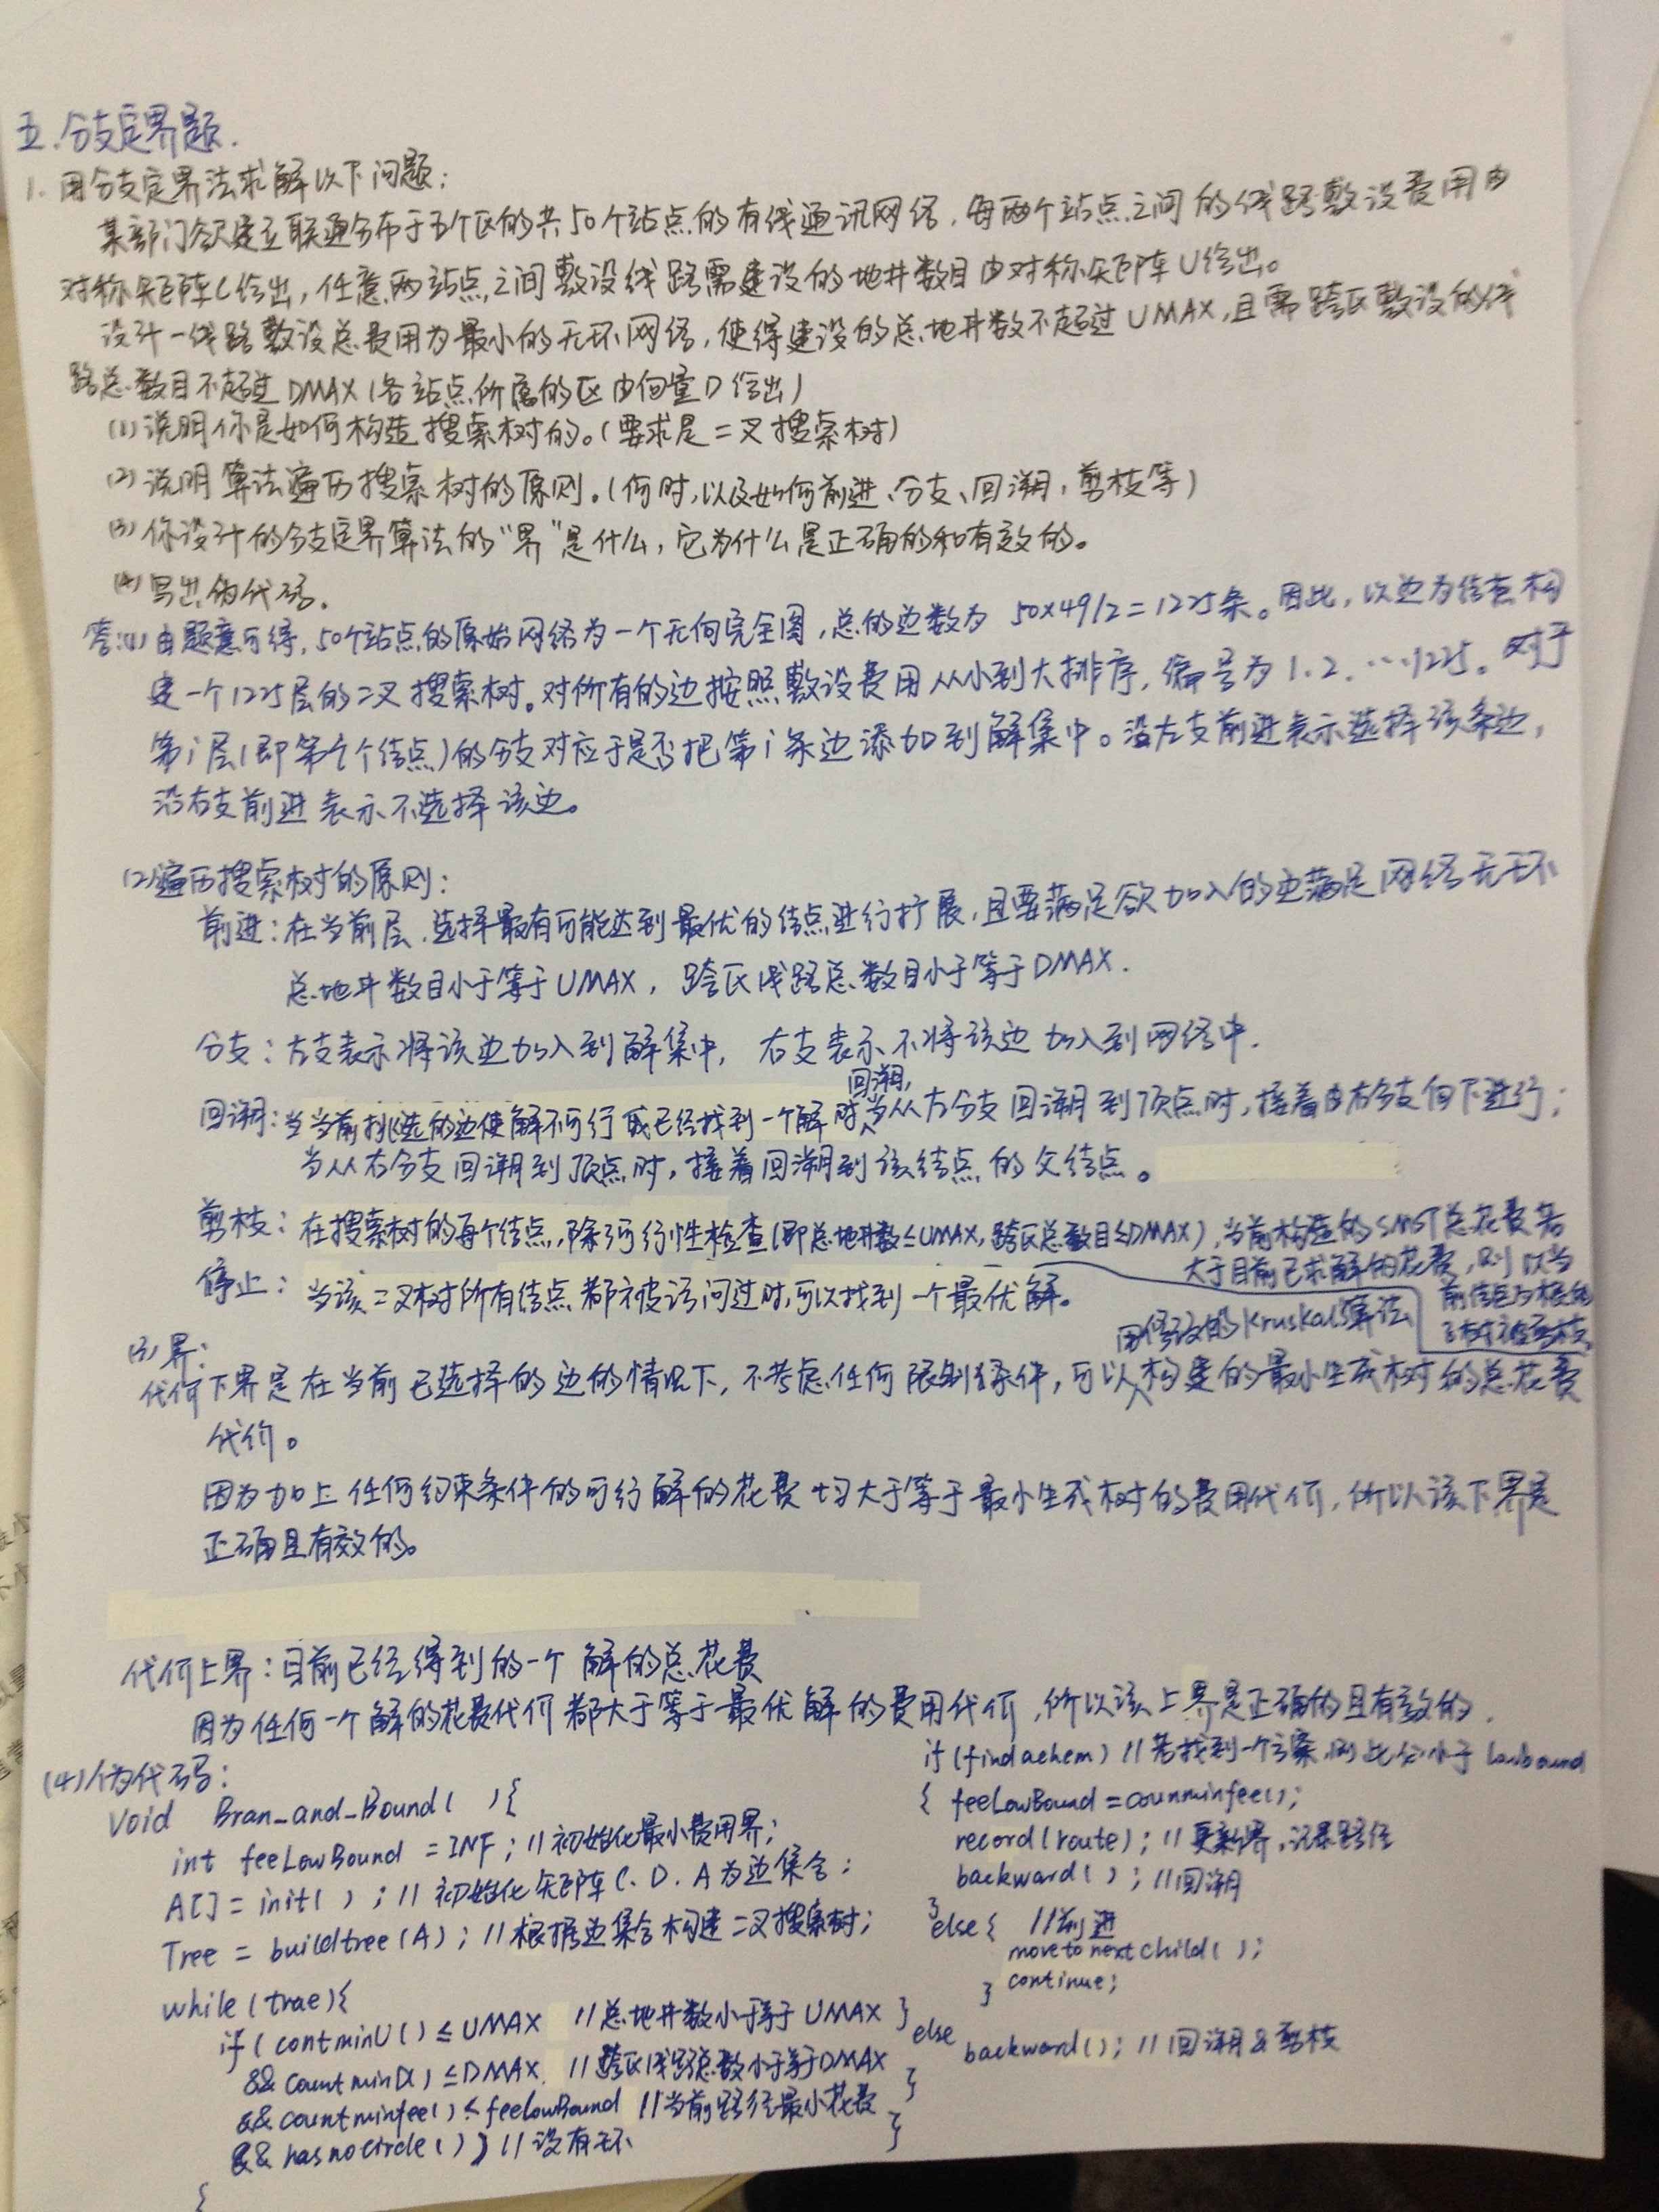 五.分支定界题.
1. 用分支定界法求解以下问题:
某部门欲建立联通分布于五个区的共50个站点的有线通讯网络,每两个站点之间的线路敷设费用由
对称矩阵C给出,任意两站点之间敷设线路需建设的地井数目由对称矩阵U给出。
设计一线路敷设总费用为最小的无环网络,使得建设的总地井数不超过UMAX,且需跨区敷设的线
路总数目不超过DMAX(各站点所属的区由向量D给出)
(1)说明你是如何构造搜索树的。(要求是二叉搜索树)
(2)说明算法遍历搜索树的原则。(何时,以及如何前进、分支、回溯,剪枝等)
(3)你设计的分支定界算法的“界”是什么,它为什么是正确的和有效的。
(4)写出伪代码。
答:(1)由题意可得,50个站点的原始网络为一个无向完全图,总的边数为 50×49/2=1225条。因此,以边为结点构
建一个1225层的二叉搜索树。对所有的边按照敷设费用从小到大排序,编号为1.2.…1225。对于
第i层(即第i个结点)的分支对应于是否把第i条边添加到解集中。沿左支前进表示选择该条边,
沿右支前进表示不选择该边。
(2)遍历搜索树的原则:
前进:在当前层,选择最有可能达到最优的结点进行扩展,且要满足欲加入的边满足网络无环
总地井数目小于等于UMAX, 跨区线路总数目小于等于DMAX.
分支:左支表示将该边加入到解集中, 右支表示不将该边加入到网络中.
回溯:当当前挑选的边使解不可行或已经找到一个解时回溯,当从左分支回溯到顶点时,接着由右分支向下进行;
当从右分支回溯到顶点时,接着回溯到该结点的父结点。
剪枝:在搜索树的每个结点,除可行性检查(即总地井数≤UMAX,跨区总数目≤DMAX),当前构造的SMST总花费若
大于目前已求解的花费,则以当
前结点为根的
子树被剪枝.
停止:当该二叉树所有结点都被访问过时,可以找到一个最优解。
(3)界:
代价下界是在当前已选择的边的情况下,不考虑任何限制条件,可以用修改的Kruskal算法构建的最小生成树的总花费
代价。
因为加上任何约束条件的可行解的花费均大于等于最小生成树的费用代价,所以该下界是
正确且有效的。
代价上界:目前已经得到的一个解的总花费
因为任何一个解的花费代价都大于等于最优解的费用代价,所以该上界是正确的且有效的.
(4)伪代码:
Void Bran_and_Bound( ){
int feeLowBound = INF; //初始化最小费用界;
A[]=init( ); //初始化矩阵C.D.A为边集合;
Tree = buildtree(A); //根据边集合构建二叉搜索树;
while(true){
if(contminU()≤UMAX //总地井数小于等于UMAX
&& countminD()≤DMAX //跨区线路总数小于等于DMAX
&& countminfee()≤feeLowBound //当前路径最小花费
&& hasnocircle()) //没有环
{
if(findachem) //若找到一个方案,则比小于lowbound
{ feeLowBound=counminfee();
record(route); //更新界,记录路径
backward( ); //回溯
}
else{ //前进
movetonextchild( );
continue;
}
}else
backward(); //回溯&剪枝
}
}